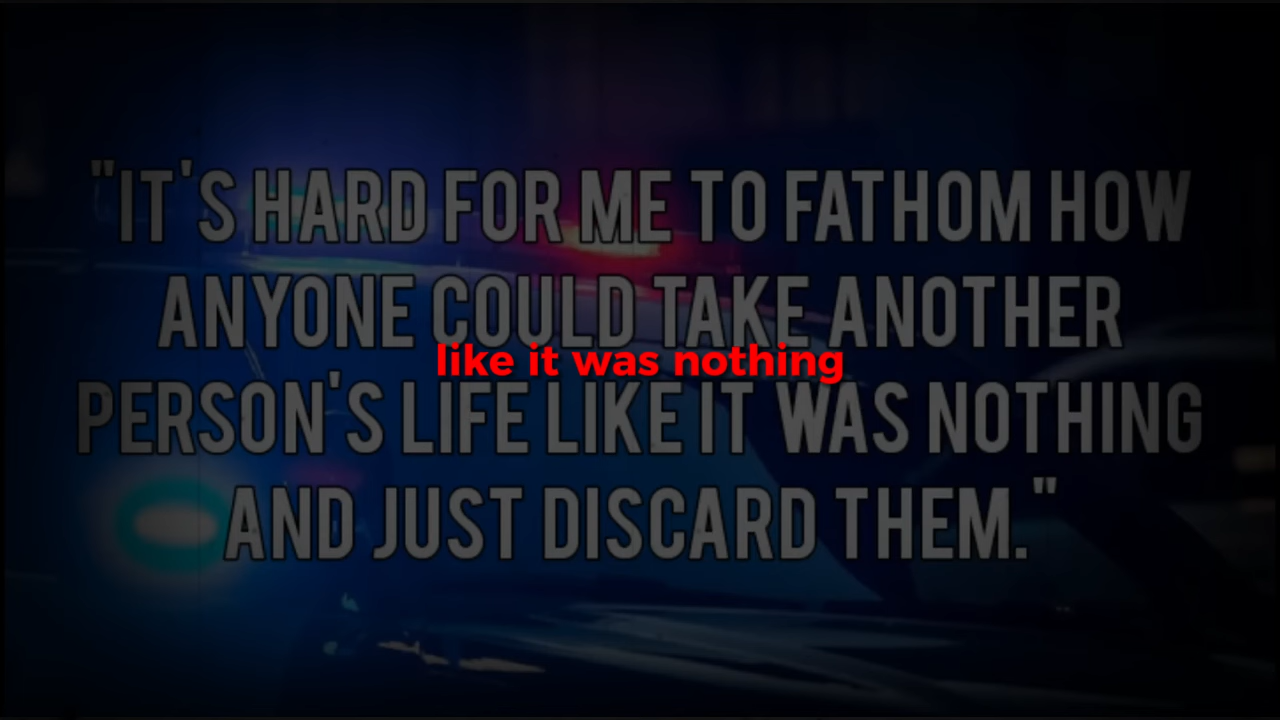 "IT'S HARD FOR ME TO FATHOM HOW
ANYONE COULD TAKE ANOTHER
like it was nothing
PERSON'S LIFE LIKE IT WAS NOTHING
AND JUST DISCARD THEM."